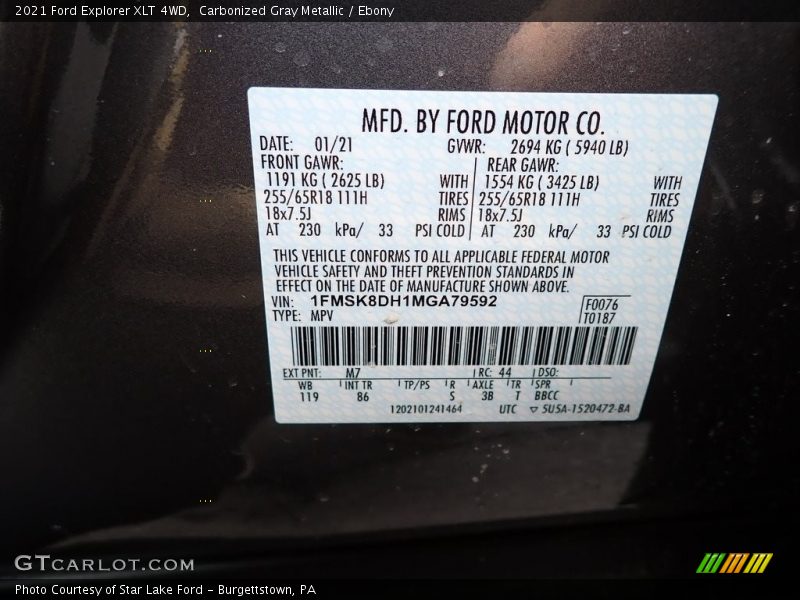 2021 Ford Explorer XLT 4WD,  Carbonized Gray Metallic / Ebony
MFD. BY FORD MOTOR CO.
DATE: 01/21 GVWR: 2694 KG ( 5940 LB)
FRONT GAWR: REAR GAWR:
1191 KG ( 2625 LB) WITH 1554 KG ( 3425 LB) WITH
255/65R18 111H TIRES 255/65R18 111H TIRES
18x7.5J RIMS 18x7.5J RIMS
AT 230 kPa/ 33 PSI COLD AT 230 kPa/ 33 PSI COLD
THIS VEHICLE CONFORMS TO ALL APPLICABLE FEDERAL MOTOR
VEHICLE SAFETY AND THEFT PREVENTION STANDARDS IN
EFFECT ON THE DATE OF MANUFACTURE SHOWN ABOVE.
VIN: 1FMSK8DH1MGA79592 F0076
TYPE: MPV T0187
EXT PNT: M7 RC: 44 DSO:
WB INT TR TP/PS R AXLE TR SPR
119 86 S 3B T BBCC
1202101241464 UTC ▽ 5USA-1520472-BA
GTCARLOT.COM
Photo Courtesy of Star Lake Ford - Burgettstown, PA